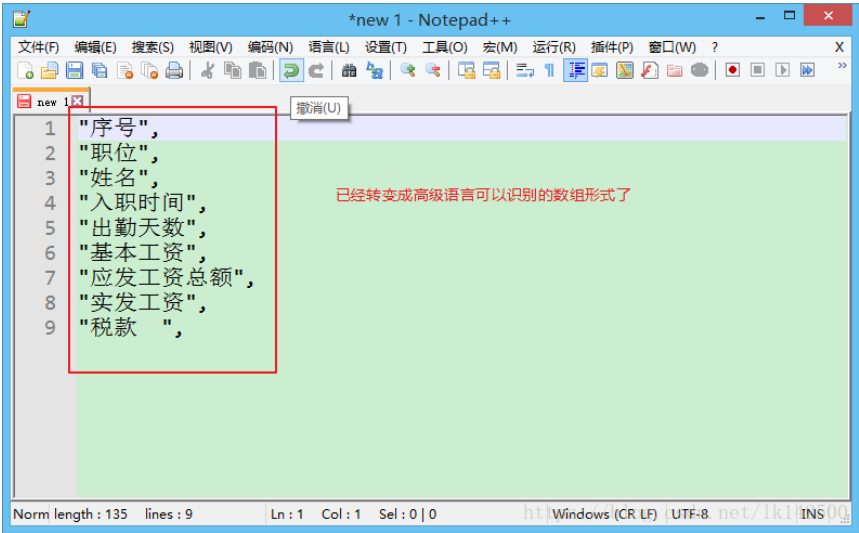 *new 1 - Notepad++
文件(F) 编辑(E) 搜索(S) 视图(V) 编码(N) 语言(L) 设置(T) 工具(O) 宏(M) 运行(R) 插件(P) 窗口(W) ? X
new 1
撤消(U)
1 "序号",
2 "职位",
3 "姓名",
4 "入职时间",
5 "出勤天数",
6 "基本工资",
7 "应发工资总额",
8 "实发工资",
9 "税款  ",
已经转变成高级语言可以识别的数组形式了
Norm length : 135 lines : 9 Ln : 1 Col : 1 Sel : 0 | 0 Windows (CR LF) UTF-8 INS